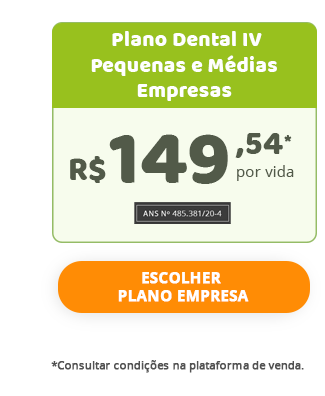 Plano Dental IV
Pequenas e Médias
Empresas
R$149,54*
por vida
ANS Nº 485.381/20-4
ESCOLHER
PLANO EMPRESA
*Consultar condições na plataforma de venda.